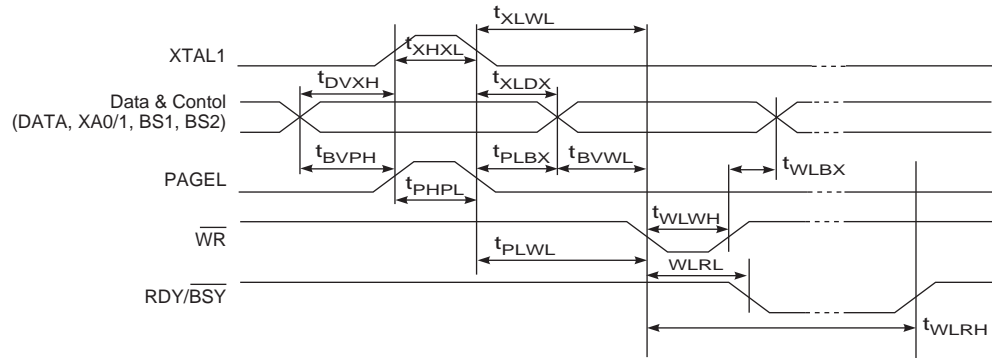 tXLWL
XTAL1
tXHXL
tDVXH
tXLDX
Data & Contol
(DATA, XA0/1, BS1, BS2)
tBVPH
tPLBX
tBVWL
tWLBX
PAGEL
tPHPL
WR
tWLWH
tPLWL
WLRL
RDY/BSY
tWLRH